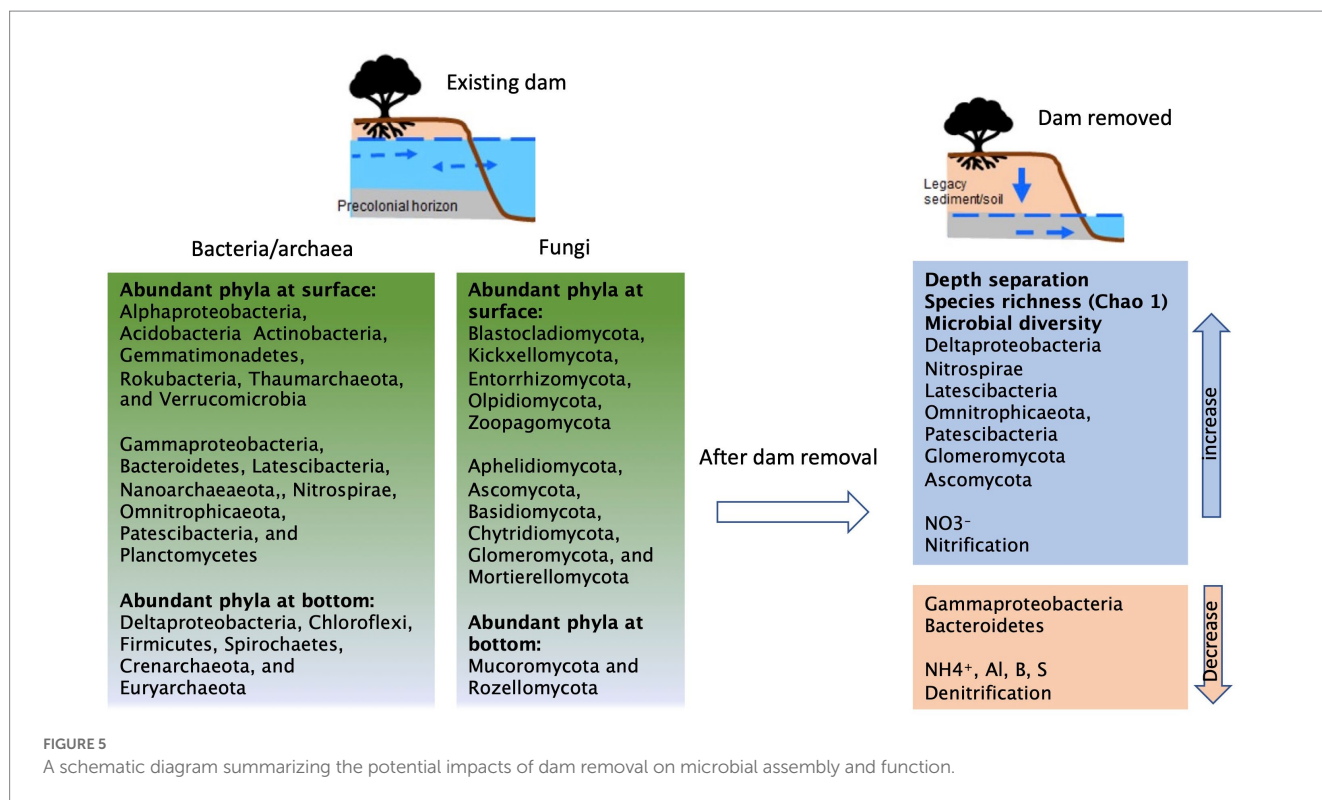 Existing dam
Precolonial horizon
Dam removed
Legacy
sediment/soil
Bacteria/archaea
Abundant phyla at surface:
Alphaproteobacteria,
Acidobacteria  Actinobacteria,
Gemmatimonadetes,
Rokubacteria, Thaumarchaeota,
and Verrucomicrobia
Gammaproteobacteria,
Bacteroidetes, Latescibacteria,
Nanoarchaeaeota,, Nitrospirae,
Omnitrophicaeota,
Patescibacteria, and
Planctomycetes
Abundant phyla at bottom:
Deltaproteobacteria, Chloroflexi,
Firmicutes, Spirochaetes,
Crenarchaeota, and
Euryarchaeota
Fungi
Abundant phyla at
surface:
Blastocladiomycota,
Kickxellomycota,
Entorrhizomycota,
Olpidiomycota,
Zoopagomycota
Aphelidiomycota,
Ascomycota,
Basidiomycota,
Chytridiomycota,
Glomeromycota, and
Mortierellomycota
Abundant phyla at
bottom:
Mucoromycota and
Rozellomycota
After dam removal
Depth separation
Species richness (Chao 1)
Microbial diversity
Deltaproteobacteria
Nitrospirae
Latescibacteria
Omnitrophicaeota,
Patescibacteria
Glomeromycota
Ascomycota
NO3⁻
Nitrification
increase
Gammaproteobacteria
Bacteroidetes
NH4⁺, Al, B, S
Denitrification
Decrease
FIGURE 5
A schematic diagram summarizing the potential impacts of dam removal on microbial assembly and function.